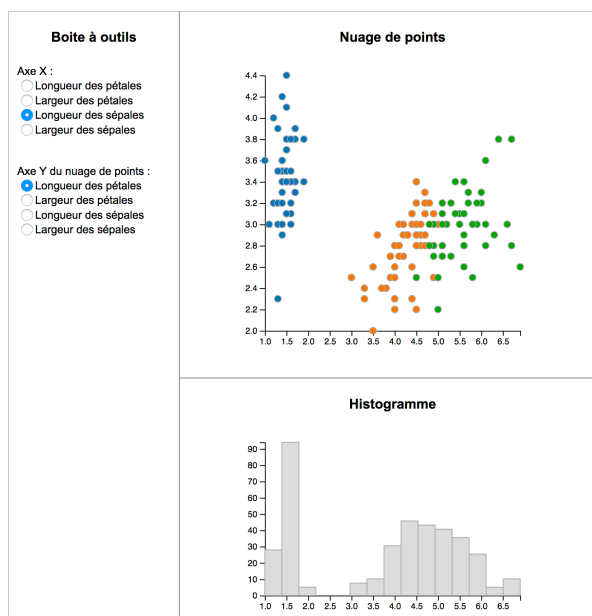 Boite à outils
Axe X :
Longueur des pétales
Largeur des pétales
Longueur des sépales
Largeur des sépales
Axe Y du nuage de points :
Longueur des pétales
Largeur des pétales
Longueur des sépales
Largeur des sépales
Nuage de points
4.4
4.2
4.0
3.8
3.6
3.4
3.2
3.0
2.8
2.6
2.4
2.2
2.0
1.0 1.5 2.0 2.5 3.0 3.5 4.0 4.5 5.0 5.5 6.0 6.5
Histogramme
90
80
70
60
50
40
30
20
10
0
1.0 1.5 2.0 2.5 3.0 3.5 4.0 4.5 5.0 5.5 6.0 6.5